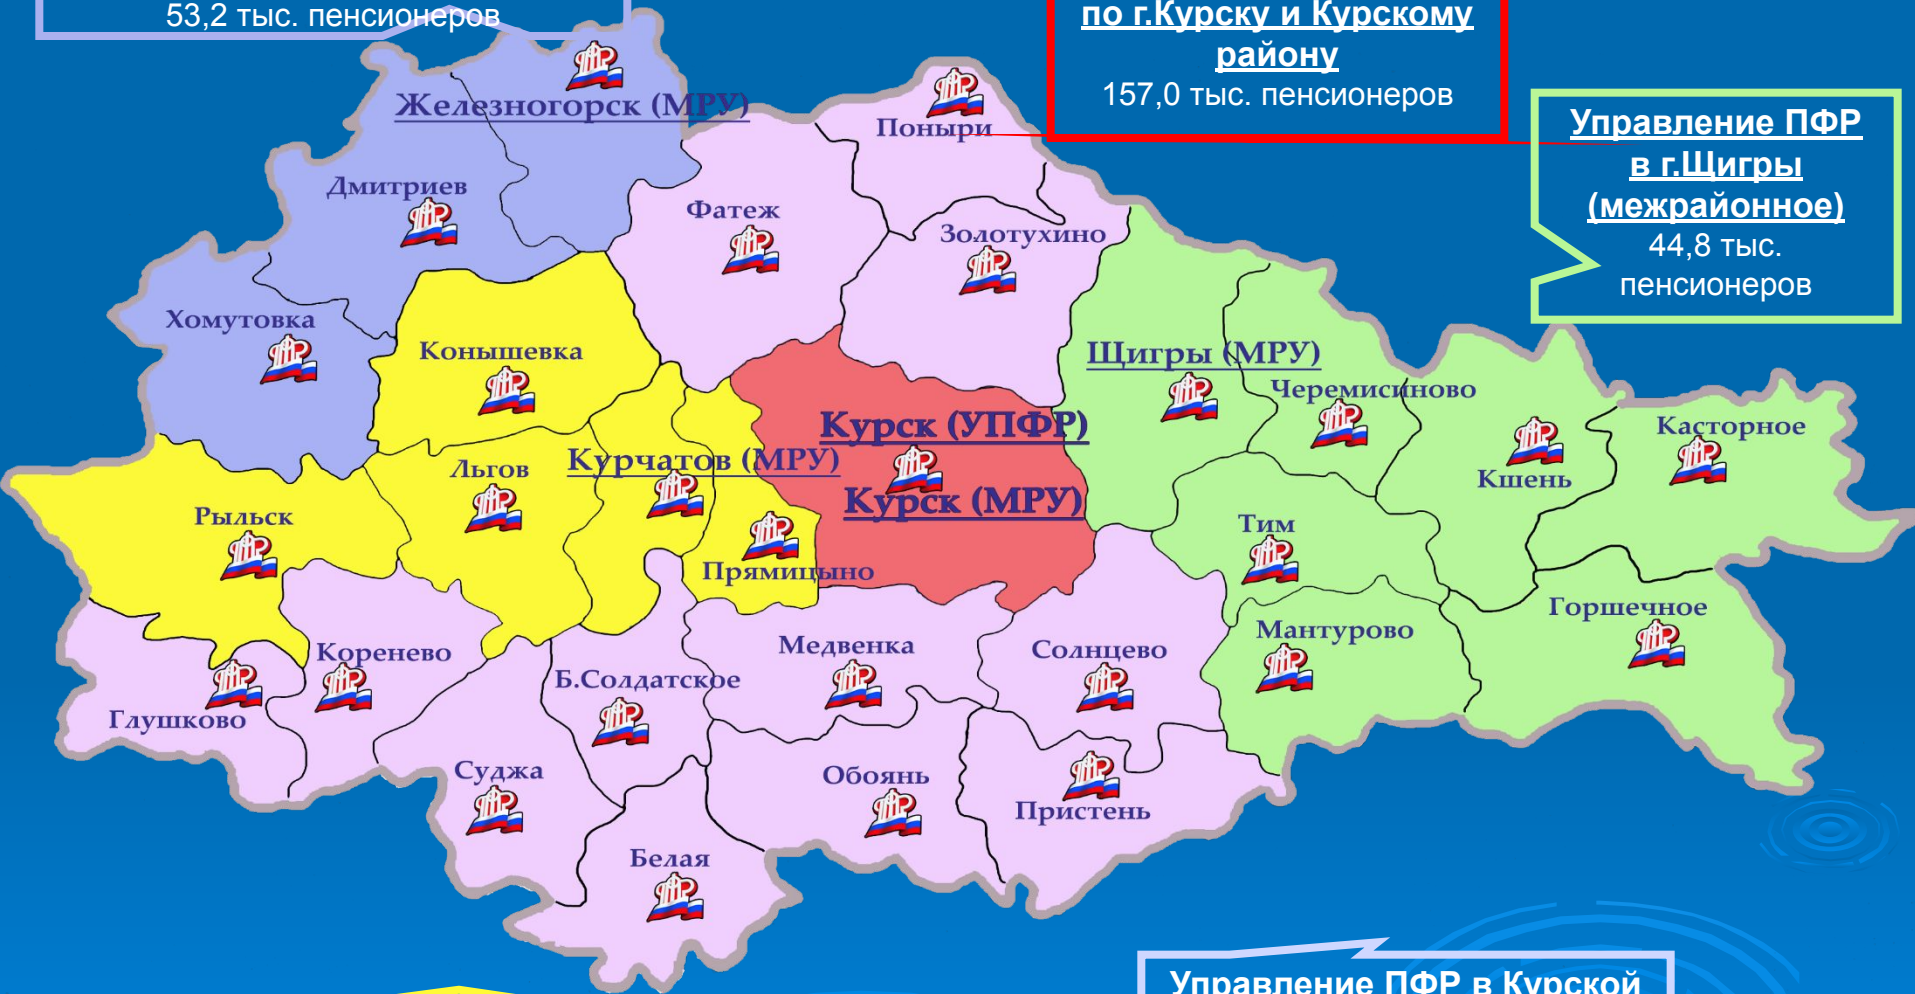 53,2 тыс. пенсионеров
по г.Курску и Курскому
району
157,0 тыс. пенсионеров
Управление ПФР
в г.Щигры
(межрайонное)
44,8 тыс.
пенсионеров
Железногорск (МРУ)
Поныри
Дмитриев
Фатеж
Золотухино
Хомутовка
Конышевка
Щигры (МРУ)
Черемисиново
Курск (УПФР)
Касторное
Льгов
Курчатов (МРУ)
Кшень
Курск (МРУ)
Рыльск
Тим
Прямицыно
Горшечное
Мантурово
Коренево
Медвенка
Солнцево
Б.Солдатское
Глушково
Суджа
Обоянь
Пристень
Белая
Управление ПФР в Курской